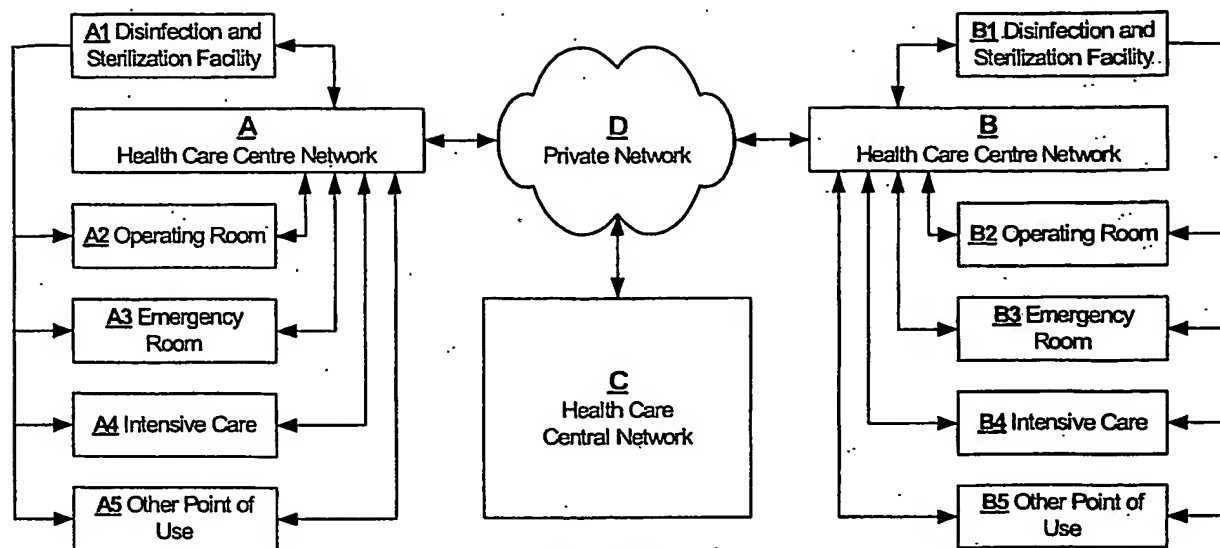 A1 Disinfection and
Sterilization Facility
A
Health Care Centre Network
A2 Operating Room
A3 Emergency
Room
A4 Intensive Care
A5 Other Point of
Use
D
Private Network
C
Health Care
Central Network
B1 Disinfection and
Sterilization Facility
B
Health Care Centre Network
B2 Operating Room
B3 Emergency
Room
B4 Intensive Care
B5 Other Point of
Use